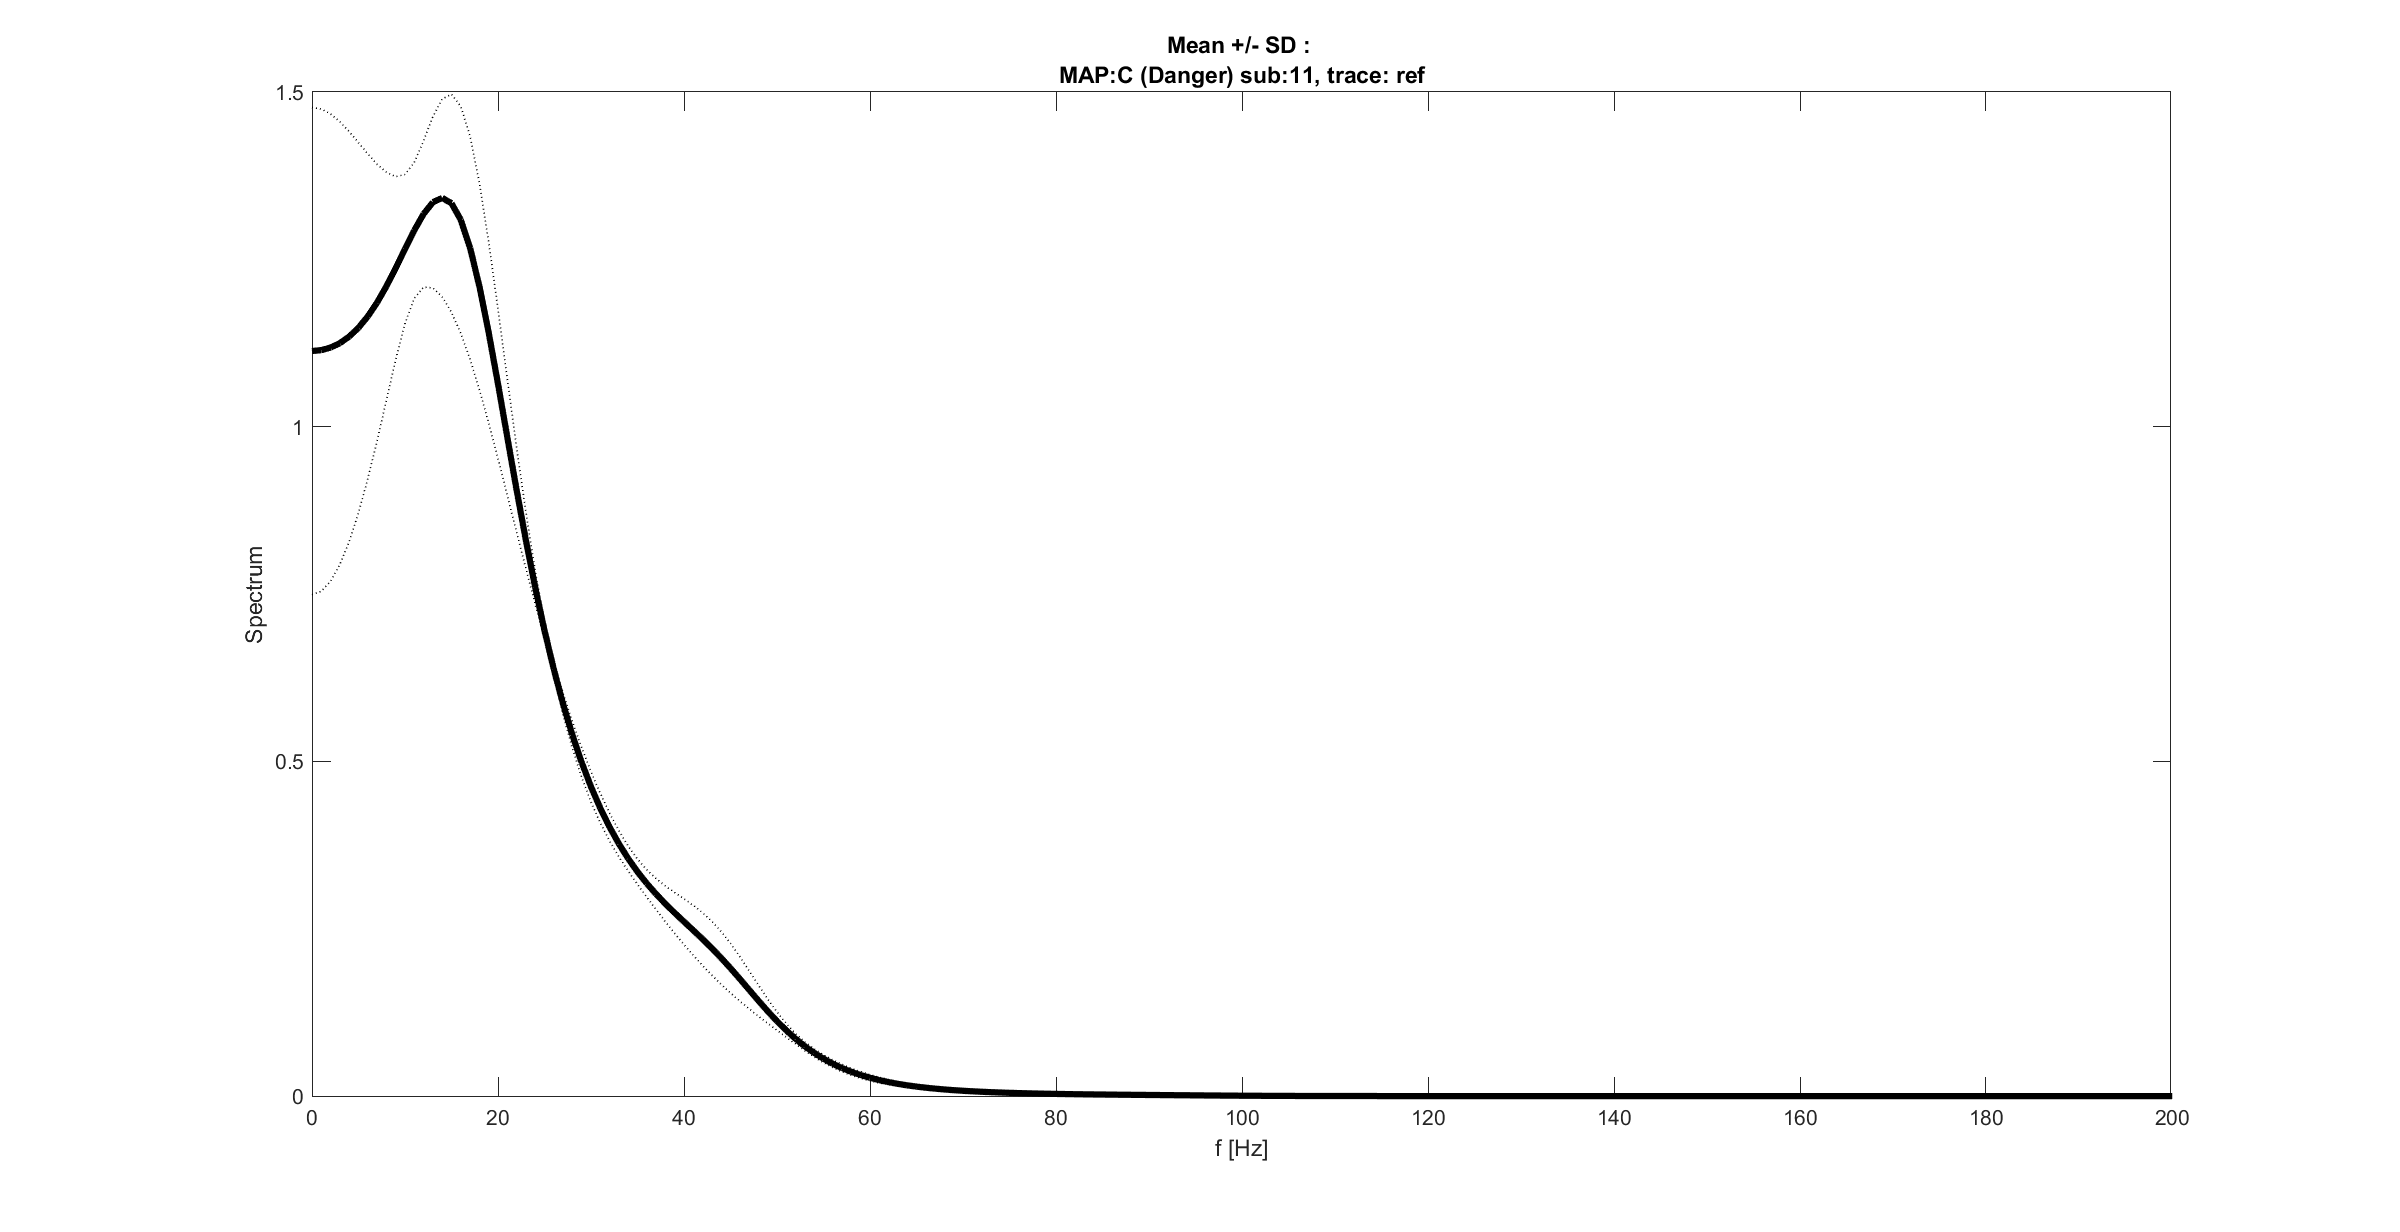 Mean +/- SD :
MAP:C (Danger) sub:11, trace: ref
1.5
1
0.5
0
Spectrum
0 20 40 60 80 100 120 140 160 180 200
f [Hz]